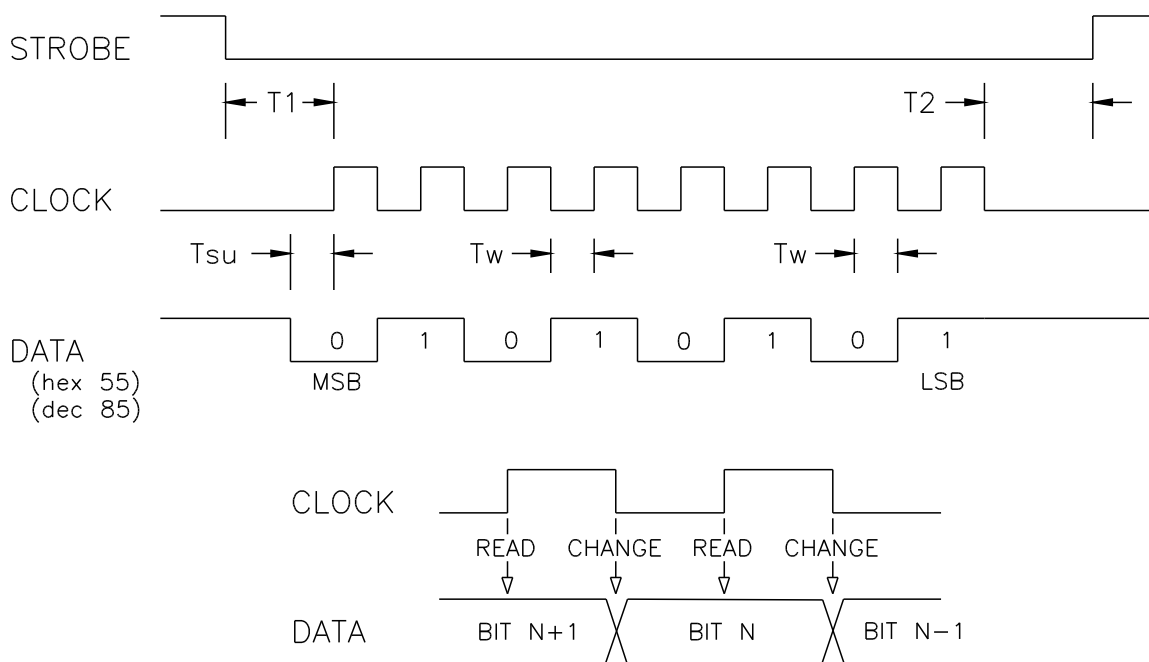 STROBE
T1
T2
CLOCK
Tsu
Tw
Tw
DATA
0 1 0 1 0 1 0 1
(hex 55)
(dec 85)
MSB
LSB
CLOCK
READ CHANGE READ CHANGE
DATA
BIT N+1
BIT N
BIT N-1